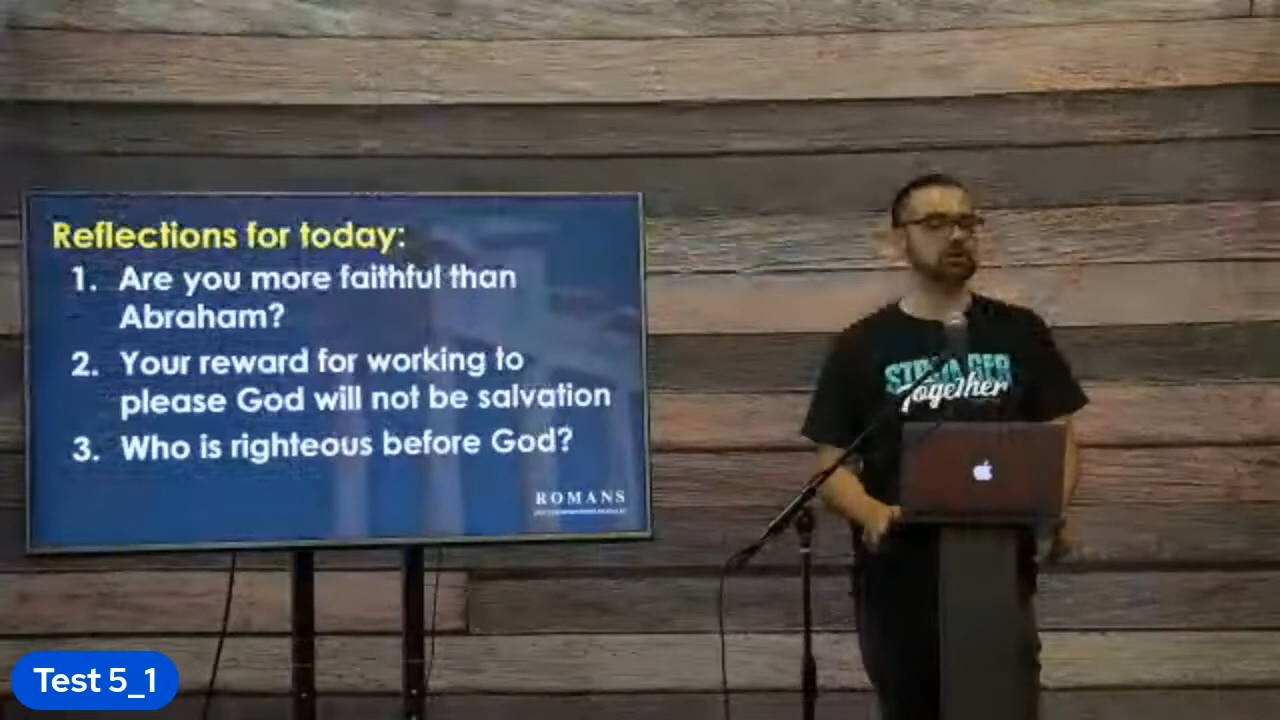 Reflections for today:
1. Are you more faithful than
Abraham?
2. Your reward for working to
please God will not be salvation
3. Who is righteous before God?
ROMANS
STRONGER
Together
Test 5_1